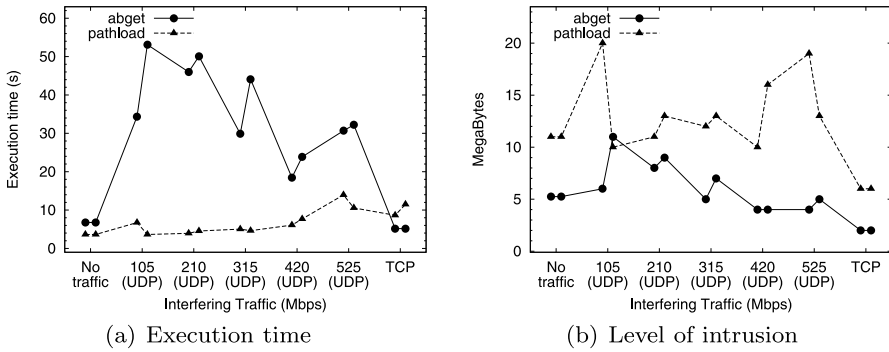 abget
pathload
60
50
40
30
20
10
0
Execution time (s)
No traffic
105 (UDP)
210 (UDP)
315 (UDP)
420 (UDP)
525 (UDP)
TCP
Interfering Traffic (Mbps)
(a) Execution time
abget
pathload
20
15
10
5
0
MegaBytes
No traffic
105 (UDP)
210 (UDP)
315 (UDP)
420 (UDP)
525 (UDP)
TCP
Interfering Traffic (Mbps)
(b) Level of intrusion